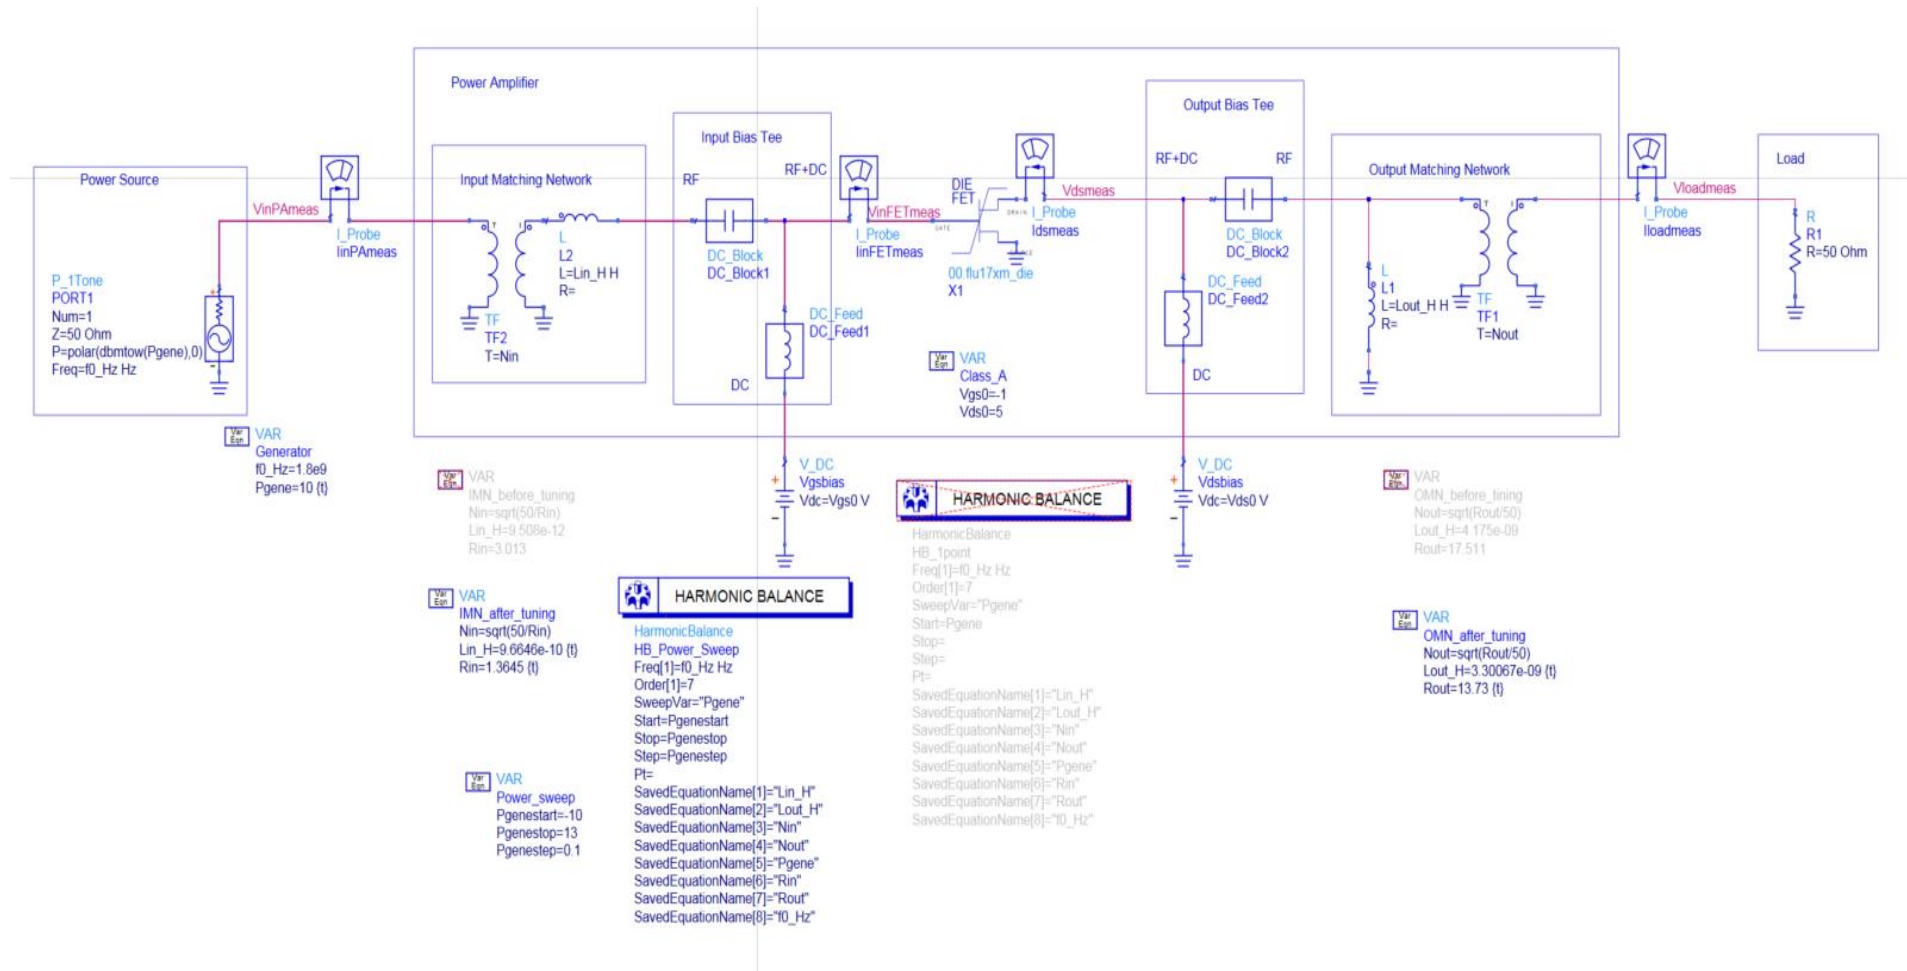 Power Amplifier
Power Source
VinPAmeas
I_Probe
IinPAmeas
P_1Tone
PORT1
Num=1
Z=50 Ohm
P=polar(dbmtow(Pgene),0)
Freq=f0_Hz Hz
VAR
Generator
f0_Hz=1.8e9
Pgene=10 {t}
Input Matching Network
TF
TF2
T=Nin
L
L2
L=Lin_H H
R=
Input Bias Tee
RF
RF+DC
DC_Block
DC_Block1
DC_Feed
DC_Feed1
DC
I_Probe
IinFETmeas
VinFETmeas
DIE
FET
GATE
DRAIN
00.flu17xm_die
X1
I_Probe
Idsmeas
Vdsmeas
VAR
Class_A
Vgs0=-1
Vds0=5
Output Bias Tee
RF+DC
RF
DC_Block
DC_Block2
DC_Feed
DC_Feed2
DC
Output Matching Network
L
L1
L=Lout_H H
R=
TF
TF1
T=Nout
I_Probe
Iloadmeas
Vloadmeas
Load
R
R1
R=50 Ohm
V_DC
Vgsbias
Vdc=Vgs0 V
V_DC
Vdsbias
Vdc=Vds0 V
VAR
IMN_before_tuning
Nin=sqrt(50/Rin)
Lin_H=9.508e-12
Rin=3.013
VAR
IMN_after_tuning
Nin=sqrt(50/Rin)
Lin_H=9.6646e-10 {t}
Rin=1.3645 {t}
VAR
Power_sweep
Pgenestart=-10
Pgenestop=13
Pgenestep=0.1
HARMONIC BALANCE
HarmonicBalance
HB_Power_Sweep
Freq[1]=f0_Hz Hz
Order[1]=7
SweepVar="Pgene"
Start=Pgenestart
Stop=Pgenestop
Step=Pgenestep
Pt=
SavedEquationName[1]="Lin_H"
SavedEquationName[2]="Lout_H"
SavedEquationName[3]="Nin"
SavedEquationName[4]="Nout"
SavedEquationName[5]="Pgene"
SavedEquationName[6]="Rin"
SavedEquationName[7]="Rout"
SavedEquationName[8]="f0_Hz"
HARMONIC BALANCE
HarmonicBalance
HB_1point
Freq[1]=f0_Hz Hz
Order[1]=7
SweepVar="Pgene"
Start=Pgene
Stop=
Step=
Pt=
SavedEquationName[1]="Lin_H"
SavedEquationName[2]="Lout_H"
SavedEquationName[3]="Nin"
SavedEquationName[4]="Nout"
SavedEquationName[5]="Pgene"
SavedEquationName[6]="Rin"
SavedEquationName[7]="Rout"
SavedEquationName[8]="f0_Hz"
VAR
OMN_before_tining
Nout=sqrt(Rout/50)
Lout_H=4.175e-09
Rout=17.511
VAR
OMN_after_tuning
Nout=sqrt(Rout/50)
Lout_H=3.30067e-09 {t}
Rout=13.73 {t}